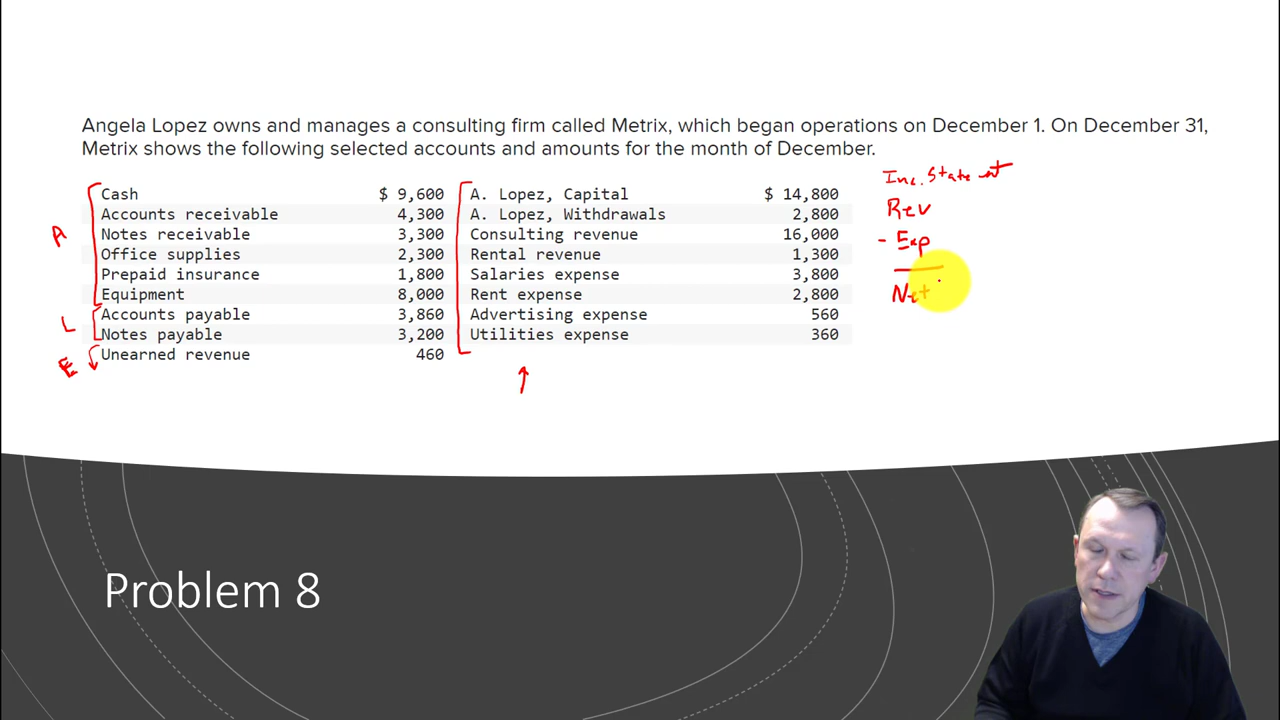 Angela Lopez owns and manages a consulting firm called Metrix, which began operations on December 1. On December 31,
Metrix shows the following selected accounts and amounts for the month of December.
Cash $ 9,600 A. Lopez, Capital $ 14,800
Accounts receivable 4,300 A. Lopez, Withdrawals 2,800
Notes receivable 3,300 Consulting revenue 16,000
Office supplies 2,300 Rental revenue 1,300
Prepaid insurance 1,800 Salaries expense 3,800
Equipment 8,000 Rent expense 2,800
Accounts payable 3,860 Advertising expense 560
Notes payable 3,200 Utilities expense 360
Unearned revenue 460
A
L
E
Inc. Statement
Rev
- Exp
Net
Problem 8